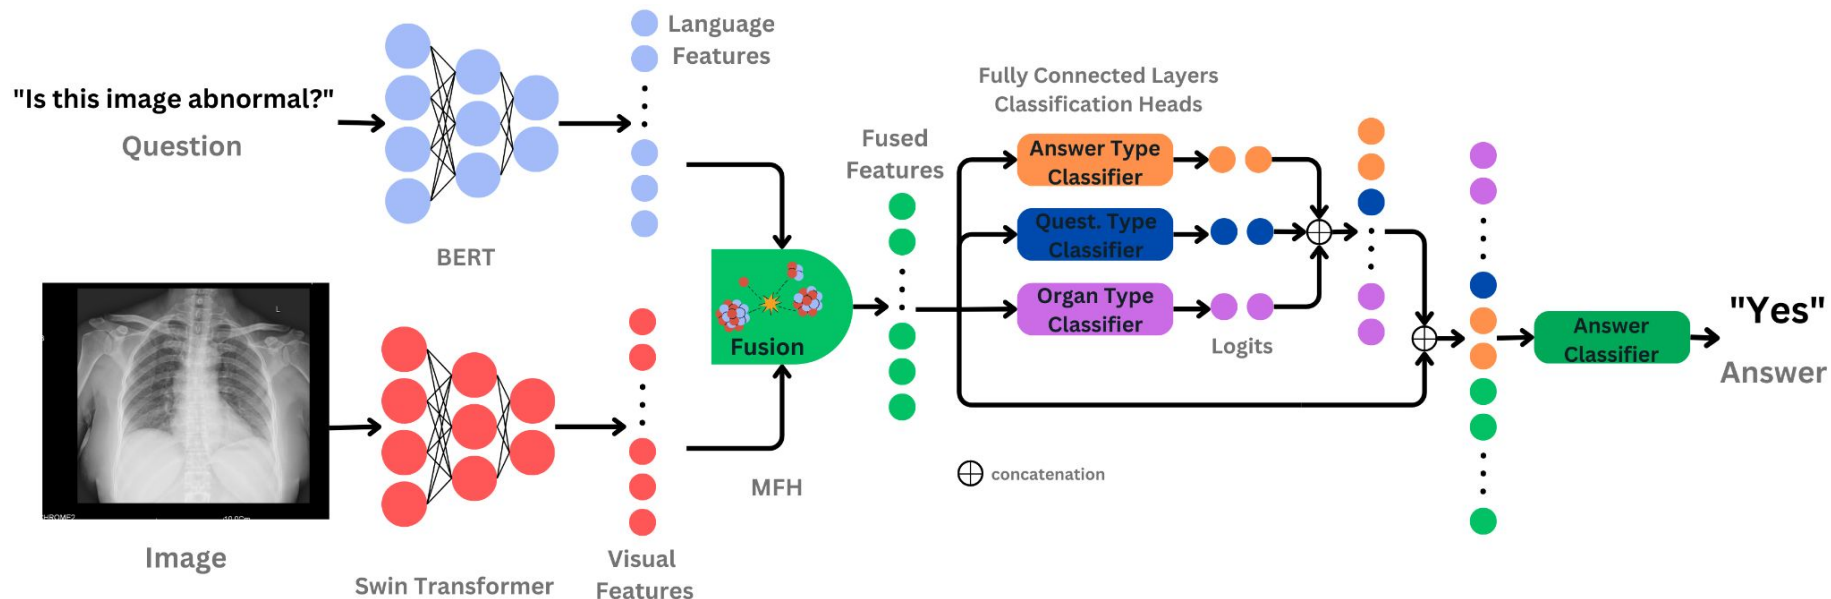 "Is this image abnormal?"
Question
BERT
Language
Features
L
Image
Swin Transformer
Visual
Features
Fusion
MFH
Fused
Features
Fully Connected Layers
Classification Heads
Answer Type
Classifier
Quest. Type
Classifier
Organ Type
Classifier
Logits
concatenation
Answer
Classifier
"Yes"
Answer